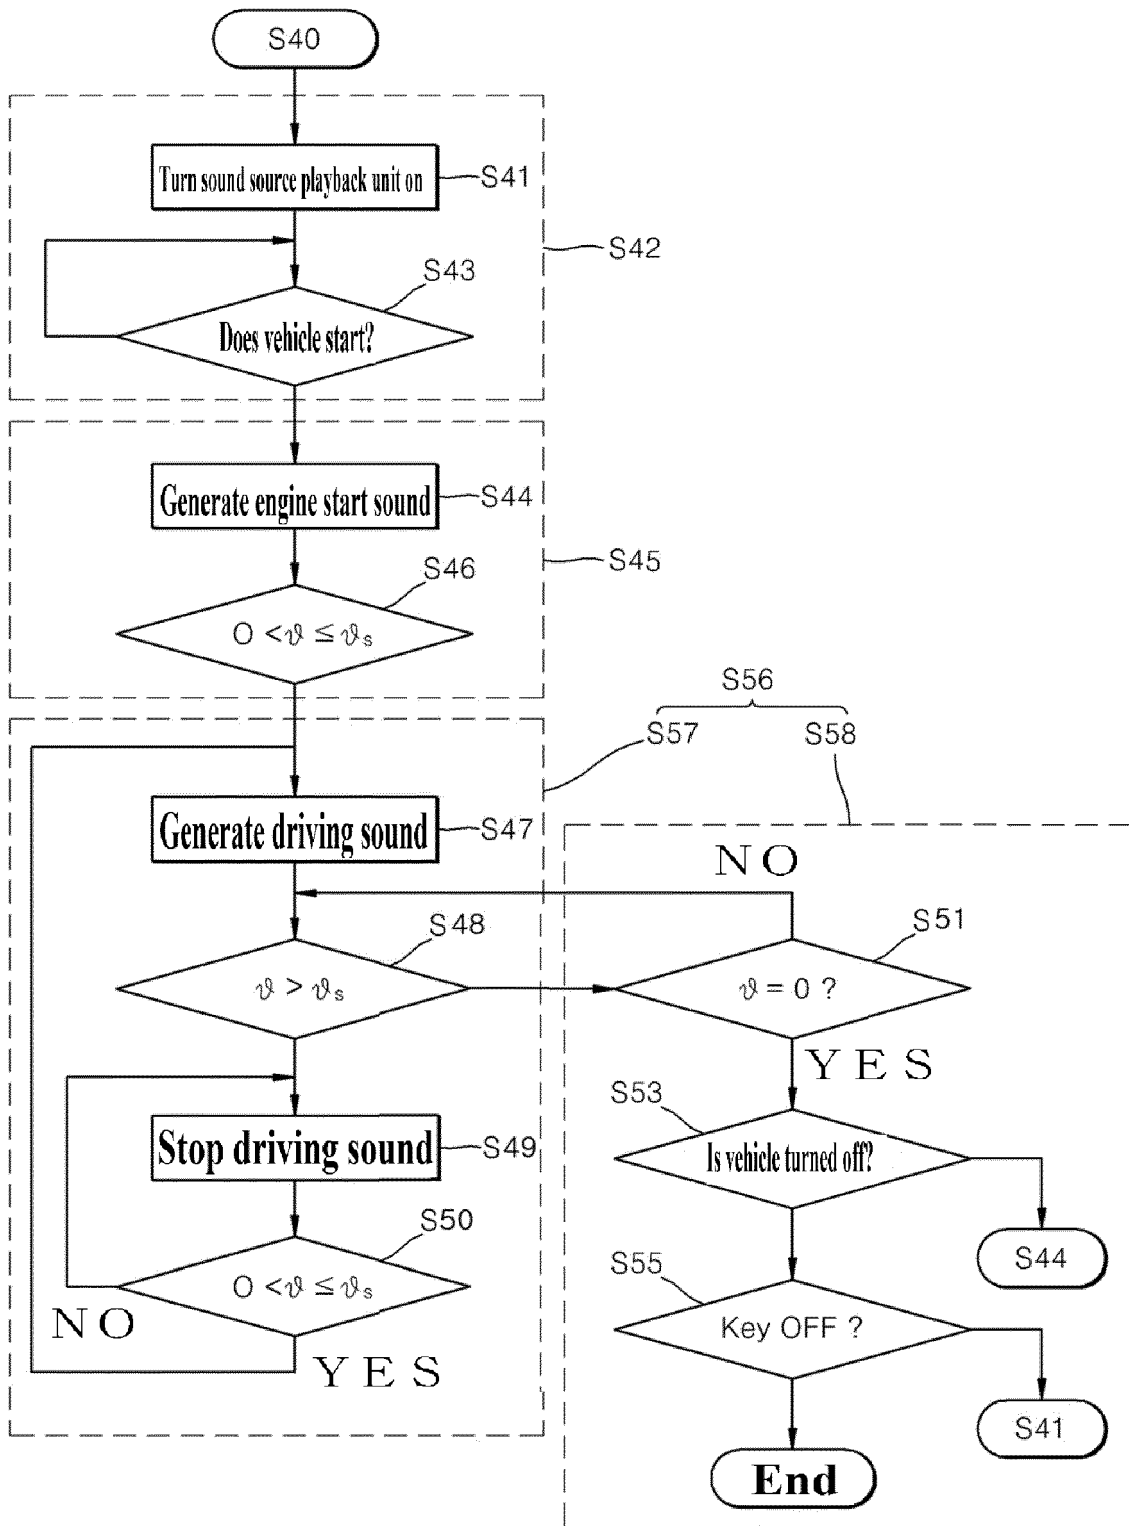 S40
Turn sound source playback unit on
S41
S42
S43
Does vehicle start?
Generate engine start sound
S44
S45
S46
0 < ϑ ≤ ϑs
S56
S57
S58
Generate driving sound
S47
NO
S48
S51
ϑ > ϑs
ϑ = 0 ?
YES
S53
Stop driving sound
S49
Is vehicle turned off?
S50
S44
S55
0 < ϑ ≤ ϑs
NO
Key OFF ?
YES
S41
End